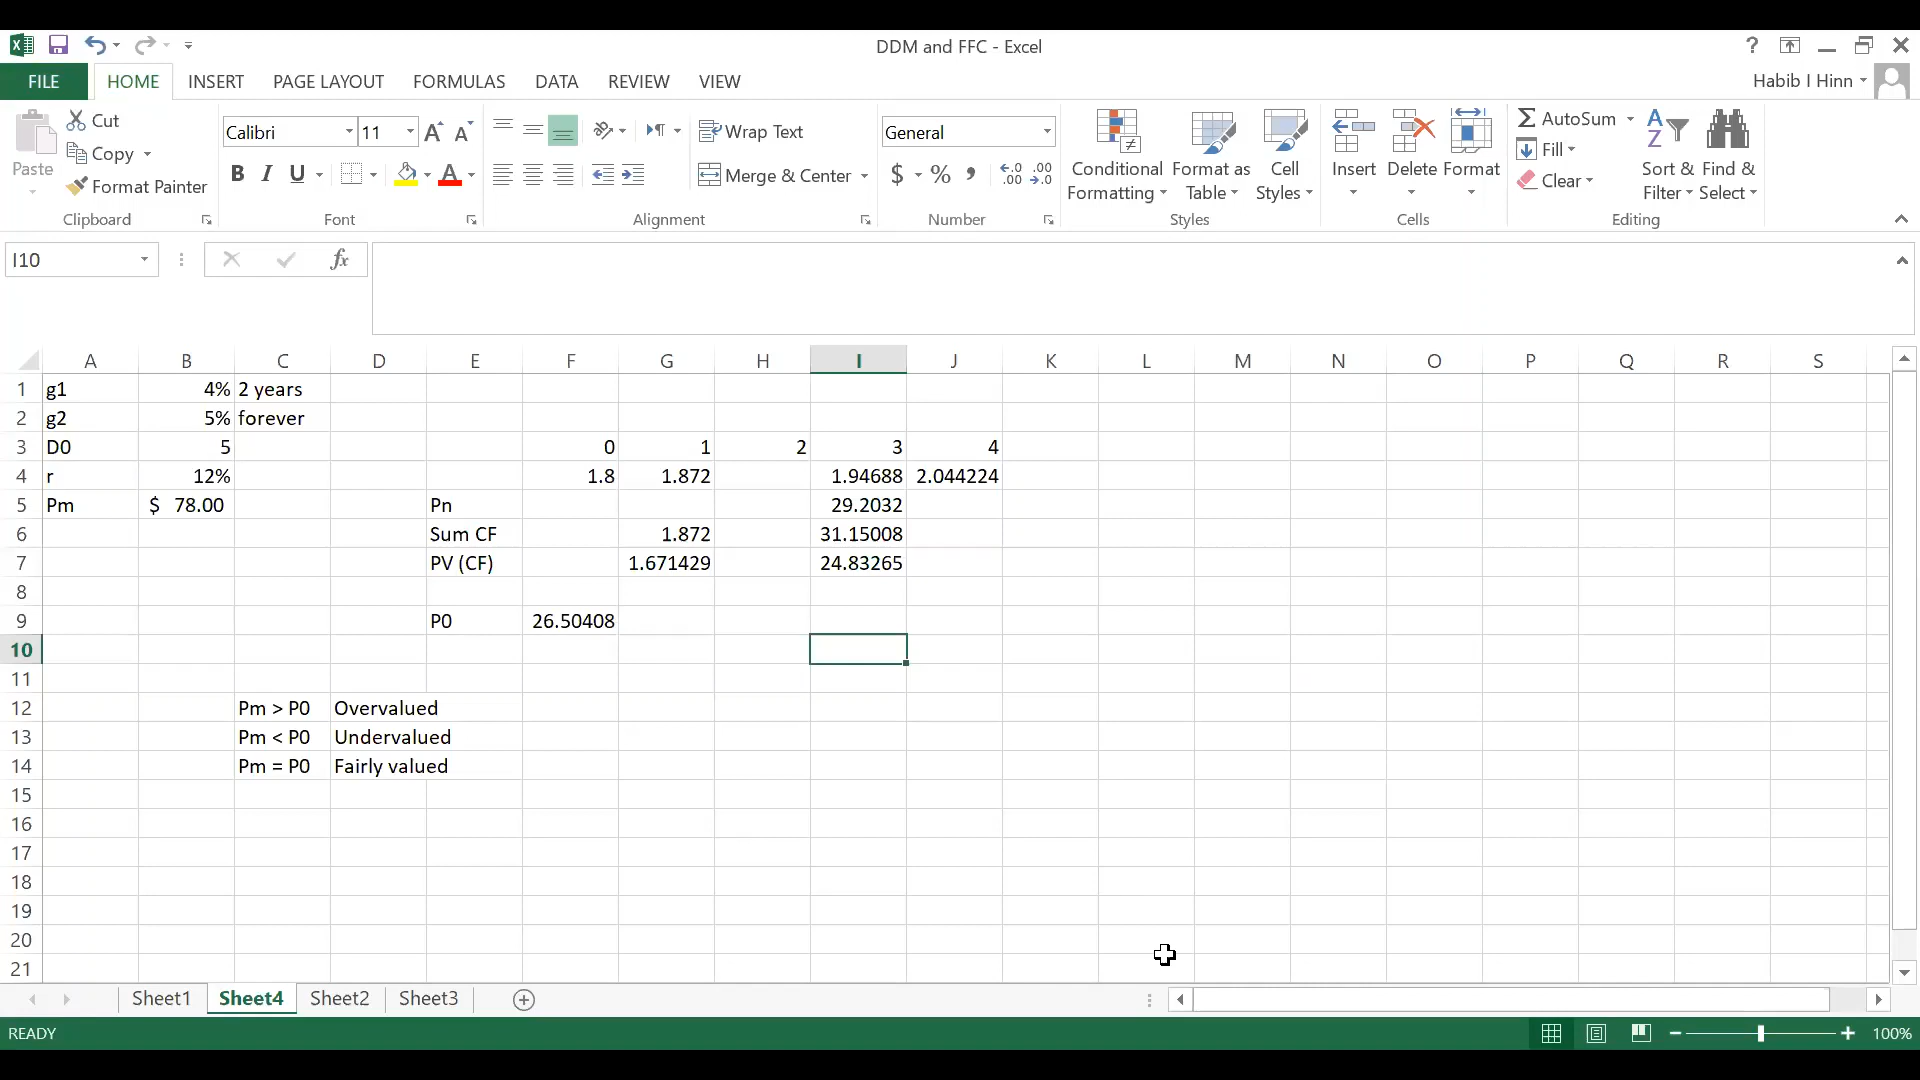 DDM and FFC - Excel
?
FILE HOME INSERT PAGE LAYOUT FORMULAS DATA REVIEW VIEW
Habib I Hinn
Paste
Cut
Copy
Format Painter
Clipboard
Calibri 11
A A
B I U A
Font
Wrap Text
Merge & Center
Alignment
General
$ % , .00 .00
Number
Conditional Formatting
Format as Table
Cell Styles
Styles
Insert Delete Format
Cells
AutoSum
Fill
Clear
Sort & Filter
Find & Select
Editing
I10 fx
A B C D E F G H I J K L M N O P Q R S
1 g1 4% 2 years
2 g2 5% forever
3 D0 5 0 1 2 3 4
4 r 12% 1.8 1.872 1.94688 2.044224
5 Pm $ 78.00 Pn 29.2032
6 Sum CF 1.872 31.15008
7 PV (CF) 1.671429 24.83265
8
9 P0 26.50408
10
11
12 Pm > P0 Overvalued
13 Pm < P0 Undervalued
14 Pm = P0 Fairly valued
15
16
17
18
19
20
21
Sheet1 Sheet4 Sheet2 Sheet3
READY 100%